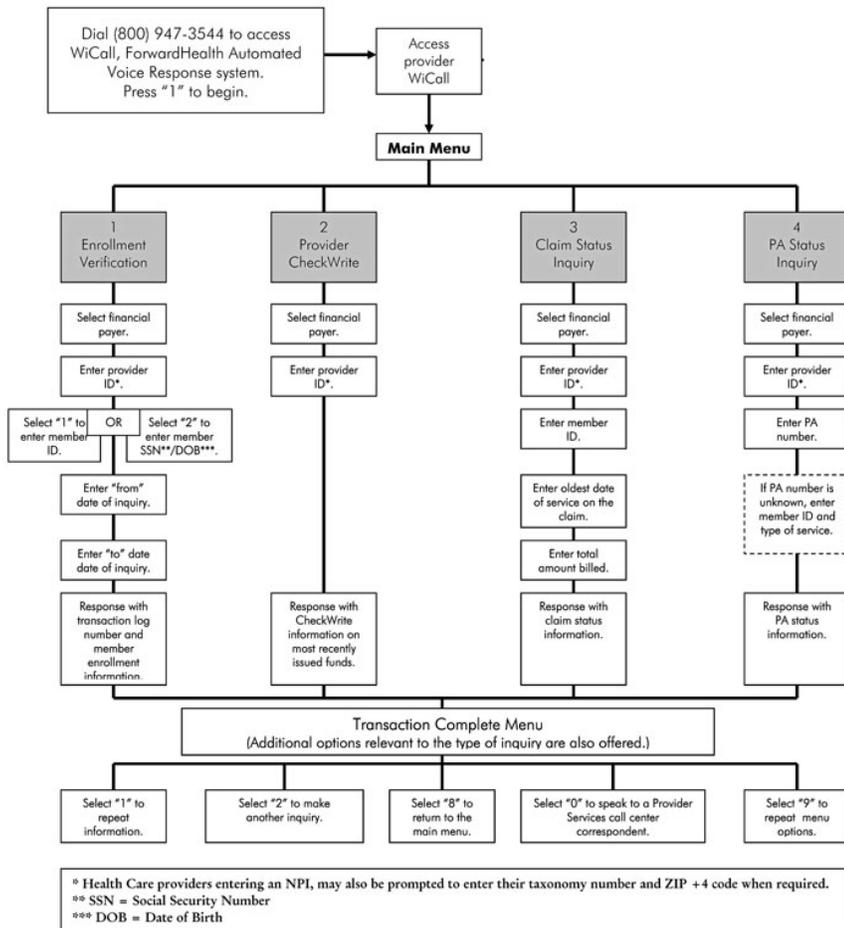 Dial (800) 947-3544 to access
WiCall, ForwardHealth Automated
Voice Response system.
Press “1” to begin.
Access
provider
WiCall
Main Menu
1
Enrollment
Verification
2
Provider
CheckWrite
3
Claim Status
Inquiry
4
PA Status
Inquiry
Select financial
payer.
Select financial
payer.
Select financial
payer.
Select financial
payer.
Enter provider
ID*.
Enter provider
ID*.
Enter provider
ID*.
Enter provider
ID*.
Select “1” to
enter member
ID.
OR
Select “2” to
enter member
SSN**/DOB***.
Enter member
ID.
Enter PA
number.
Enter “from”
date of inquiry.
Enter oldest date
of service on the
claim.
If PA number is
unknown, enter
member ID and
type of service.
Enter “to” date
date of inquiry.
Enter total
amount billed.
Response with
transaction log
number and
member
enrollment
information.
Response with
CheckWrite
information on
most recently
issued funds.
Response with
claim status
information.
Response with
PA status
information.
Transaction Complete Menu
(Additional options relevant to the type of inquiry are also offered.)
Select “1” to
repeat
information.
Select “2” to make
another inquiry.
Select “8” to
return to the
main menu.
Select “0” to speak to a Provider
Services call center
correspondent.
Select “9” to
repeat menu
options.
* Health Care providers entering an NPI, may also be prompted to enter their taxonomy number and ZIP +4 code when required.
** SSN = Social Security Number
*** DOB = Date of Birth